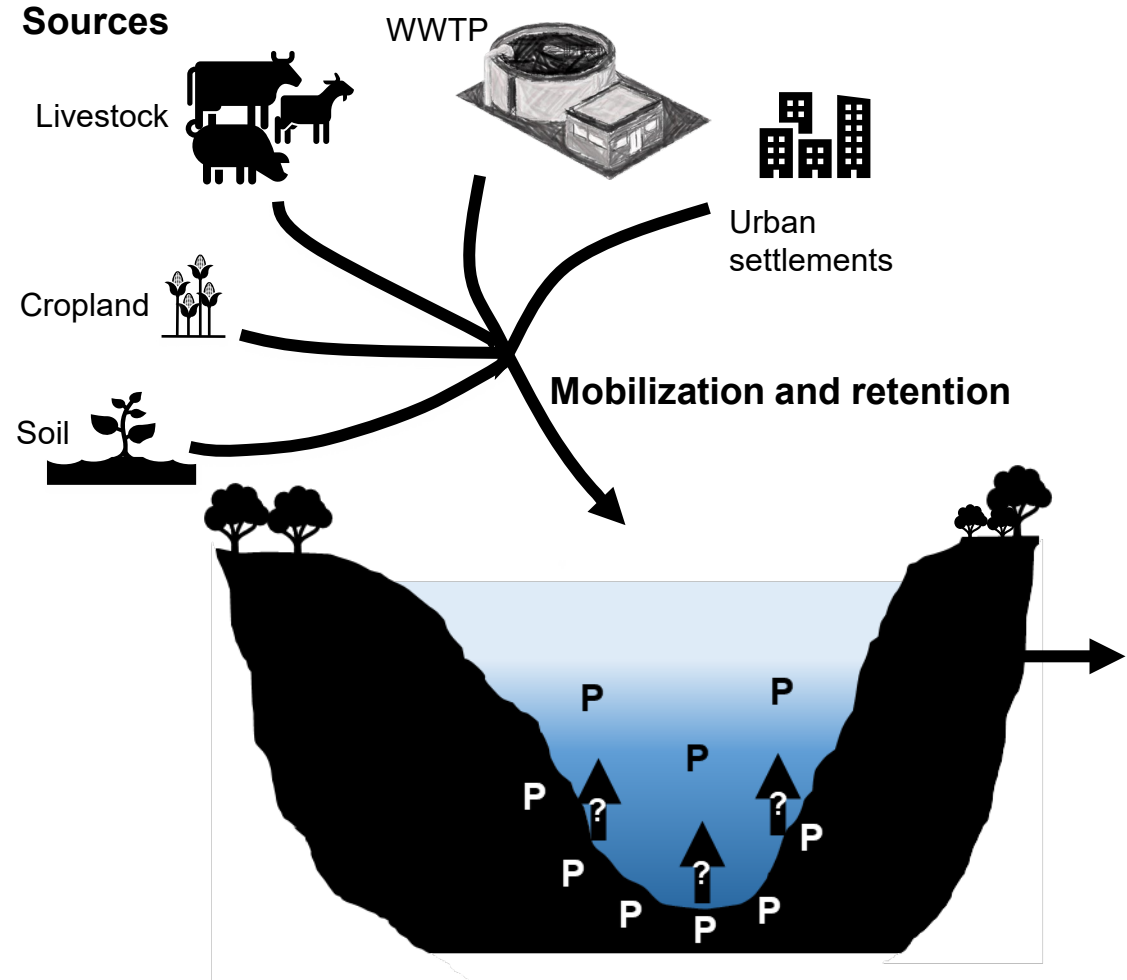 Sources
WWTP
Livestock
Urban
settlements
Cropland
Mobilization and retention
Soil
P
P
P
P
?
?
P
?
P
P
P
P